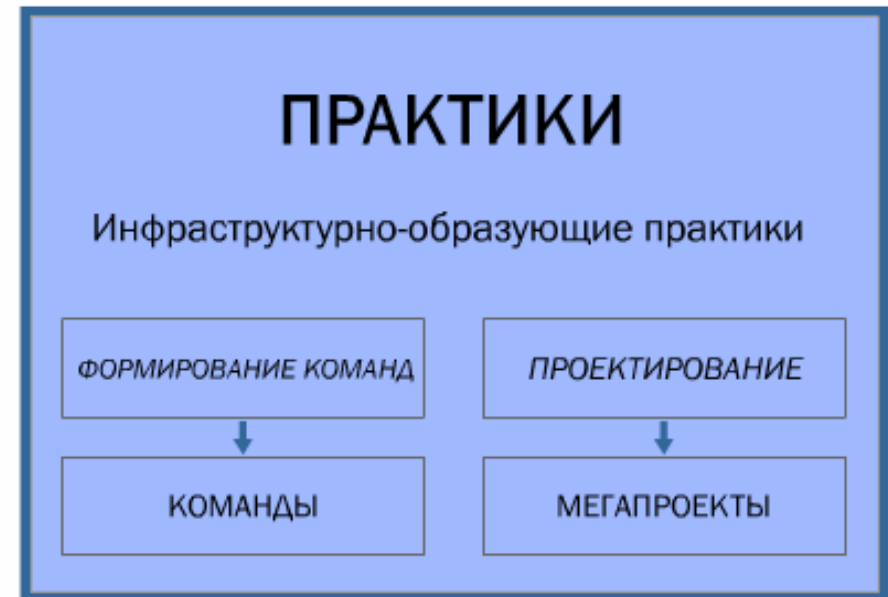 ПРАКТИКИ
Инфраструктурно-образующие практики
ФОРМИРОВАНИЕ КОМАНД
ПРОЕКТИРОВАНИЕ
КОМАНДЫ
МЕГАПРОЕКТЫ